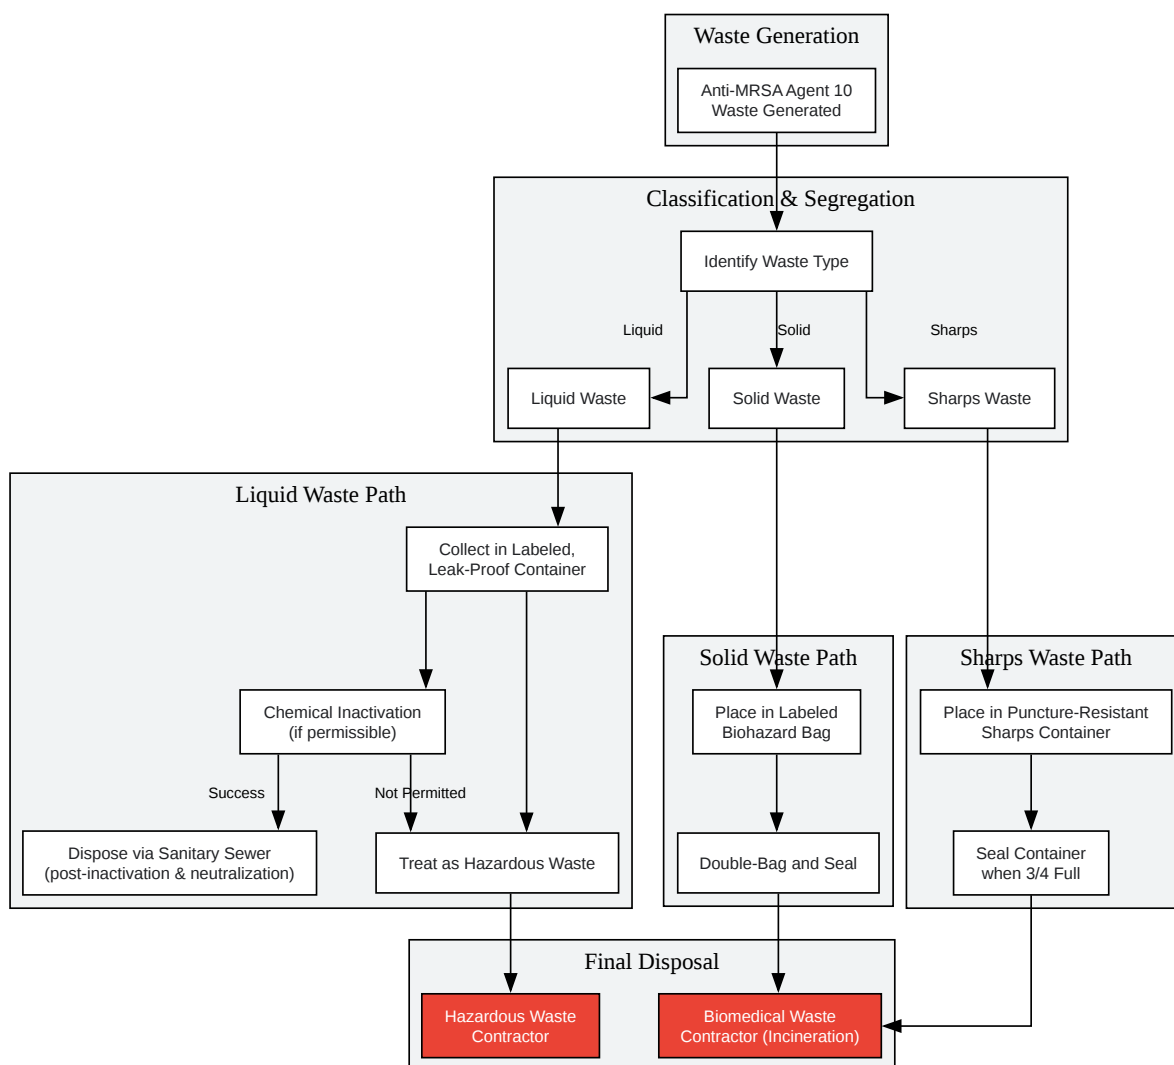 Waste Generation
Anti-MRSA Agent 10
Waste Generated
Classification & Segregation
Identify Waste Type
Liquid
Solid
Sharps
Liquid Waste
Solid Waste
Sharps Waste
Liquid Waste Path
Collect in Labeled,
Leak-Proof Container
Chemical Inactivation
(if permissible)
Success
Not Permitted
Dispose via Sanitary Sewer
(post-inactivation & neutralization)
Treat as Hazardous Waste
Solid Waste Path
Place in Labeled
Biohazard Bag
Double-Bag and Seal
Sharps Waste Path
Place in Puncture-Resistant
Sharps Container
Seal Container
when 3/4 Full
Final Disposal
Hazardous Waste
Contractor
Biomedical Waste
Contractor (Incineration)